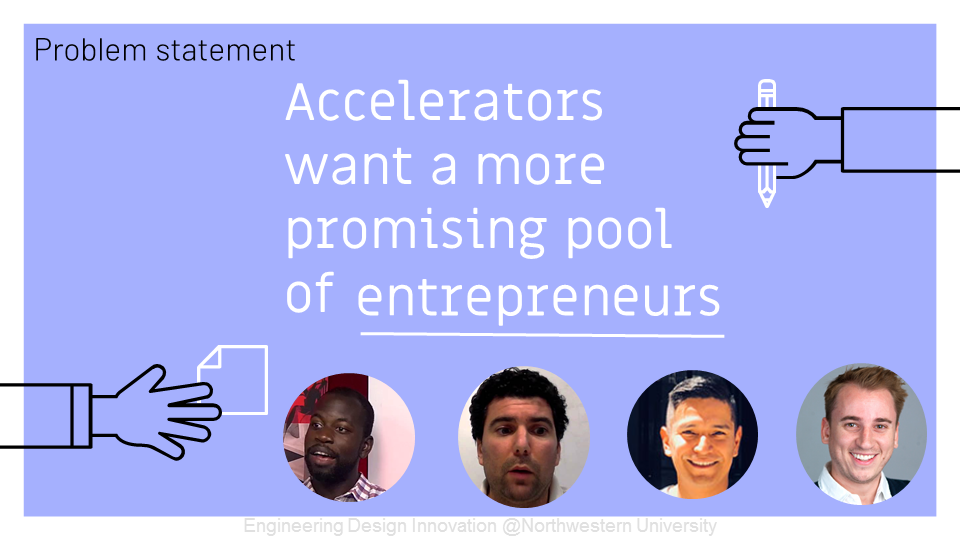 Problem statement
Accelerators
want a more
promising pool
of entrepreneurs
Engineering Design Innovation @Northwestern University